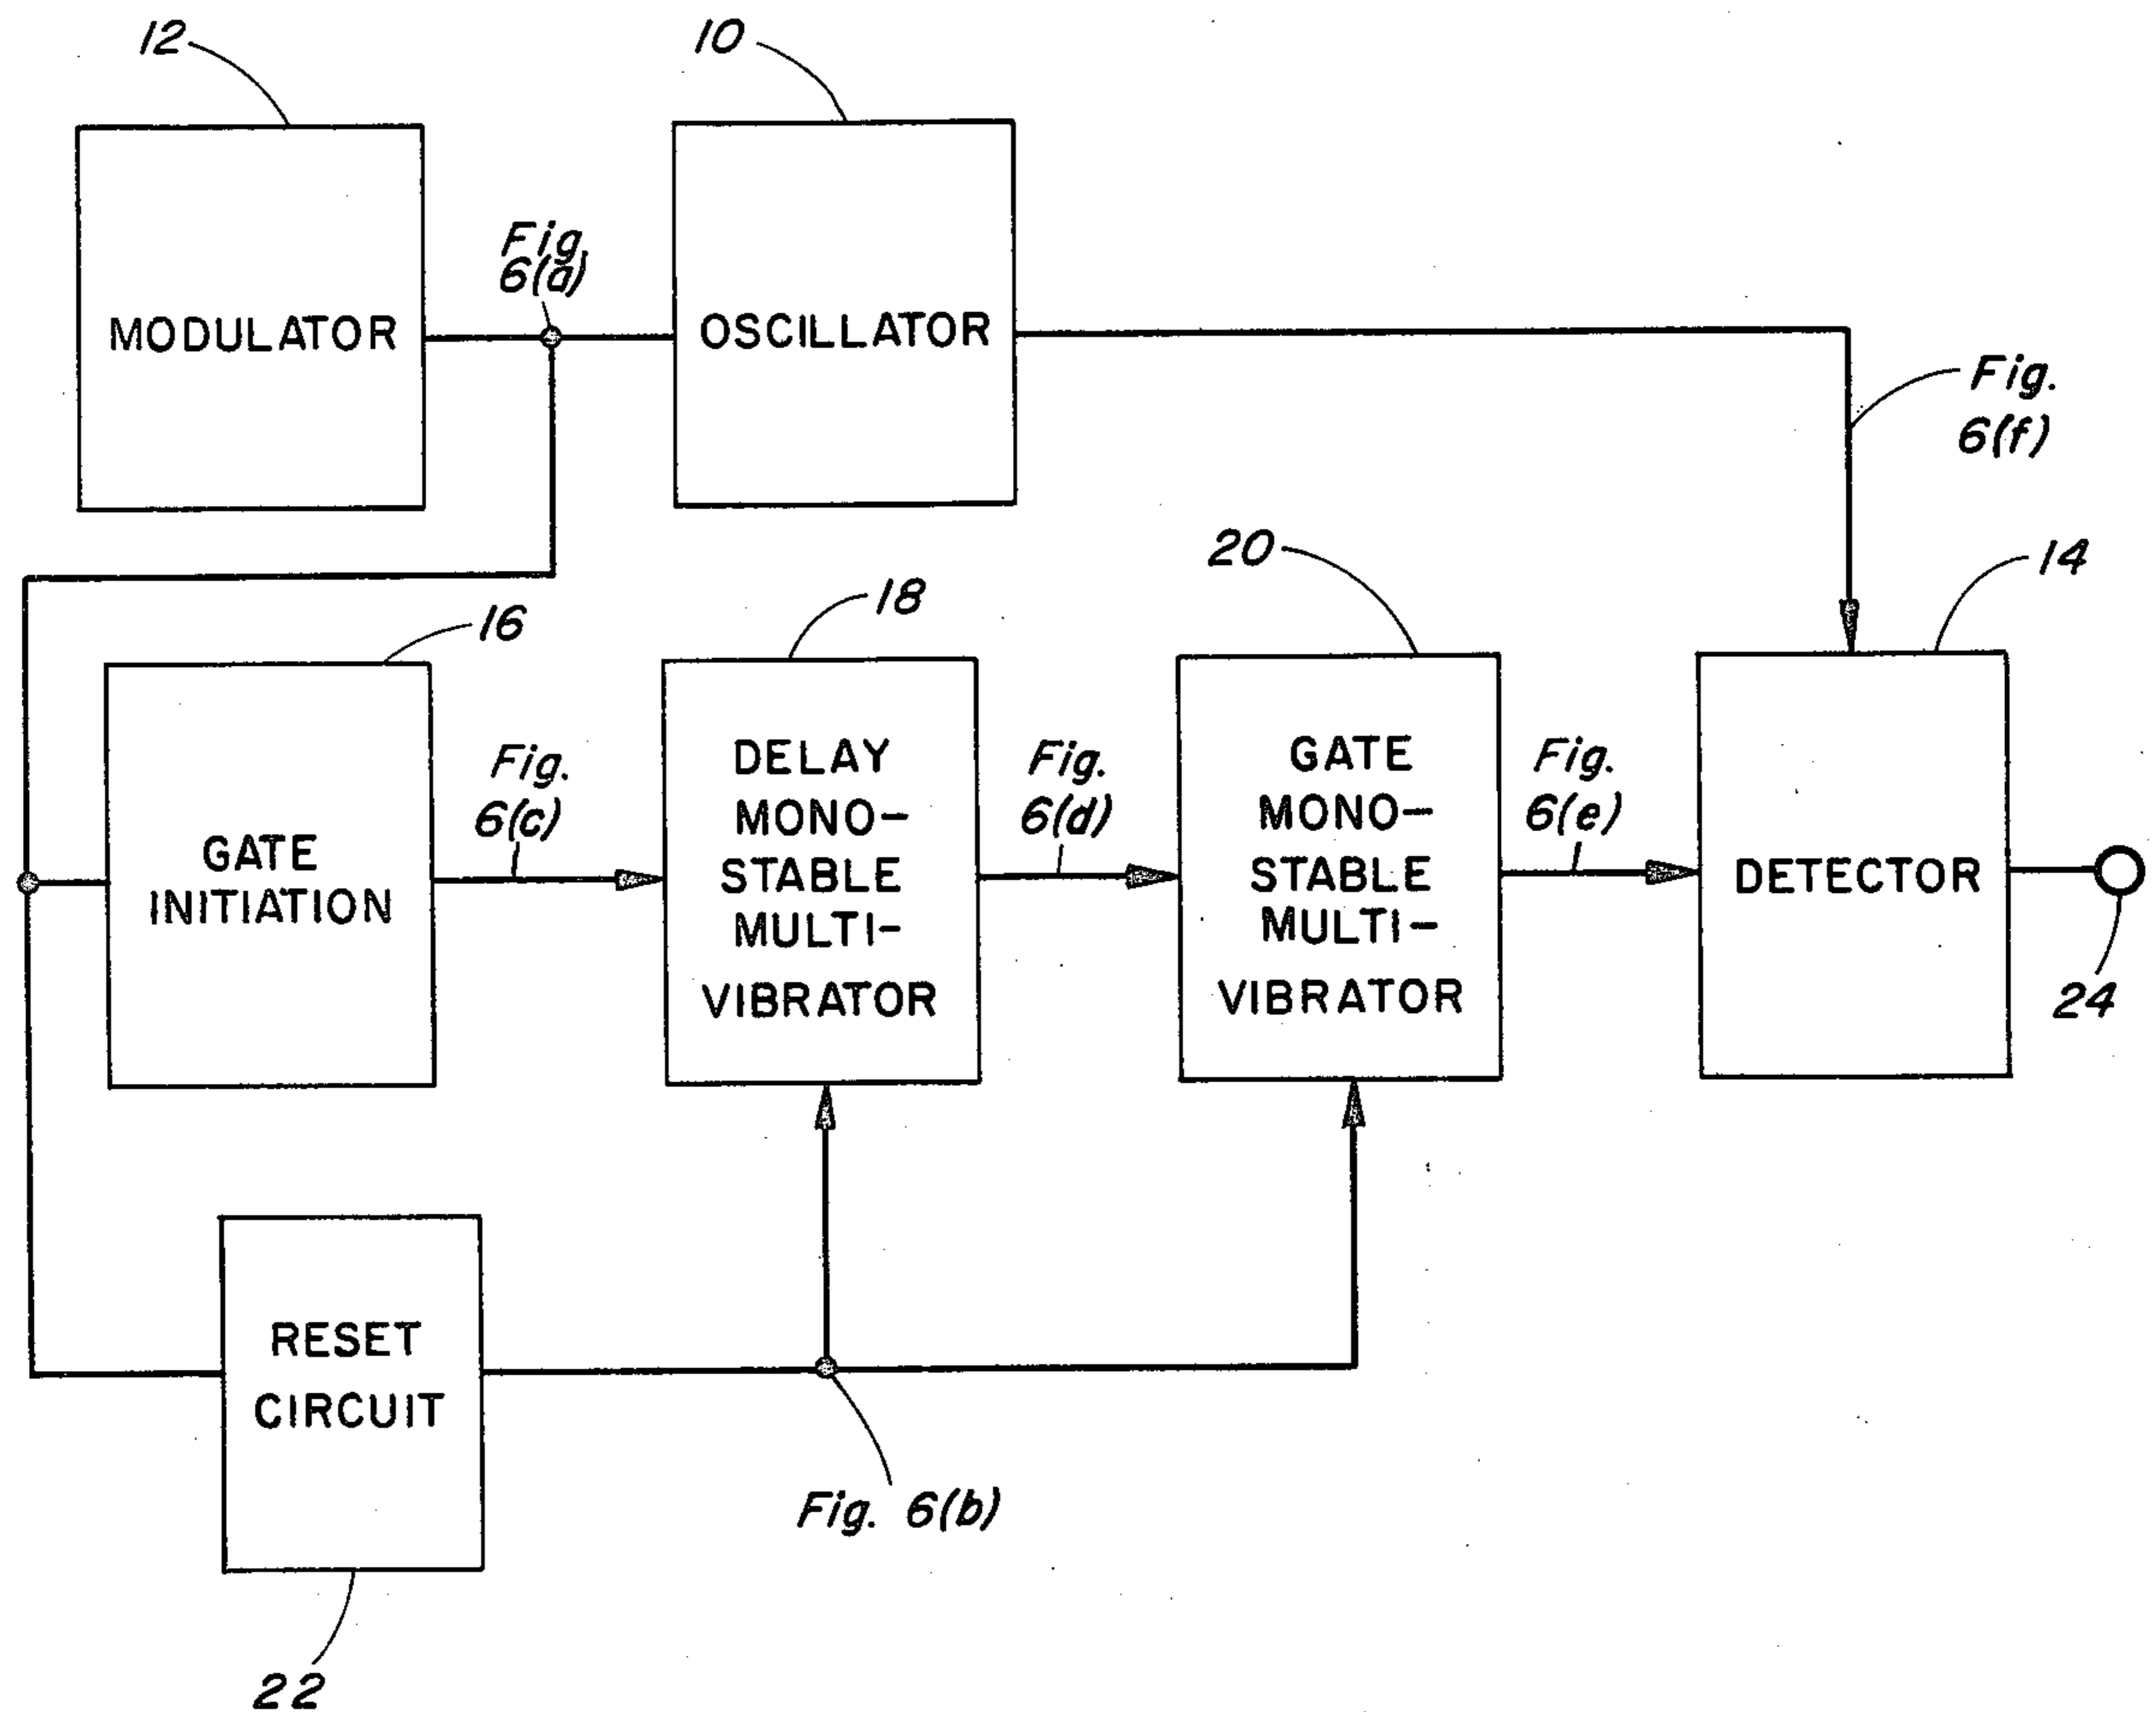 12
10
Fig.
6(a)
MODULATOR
OSCILLATOR
Fig.
6(f)
20
14
16
18
GATE
INITIATION
Fig.
6(c)
DELAY
MONO-
STABLE
MULTI-
VIBRATOR
Fig.
6(d)
GATE
MONO-
STABLE
MULTI-
VIBRATOR
Fig.
6(e)
DETECTOR
24
RESET
CIRCUIT
Fig. 6(b)
22